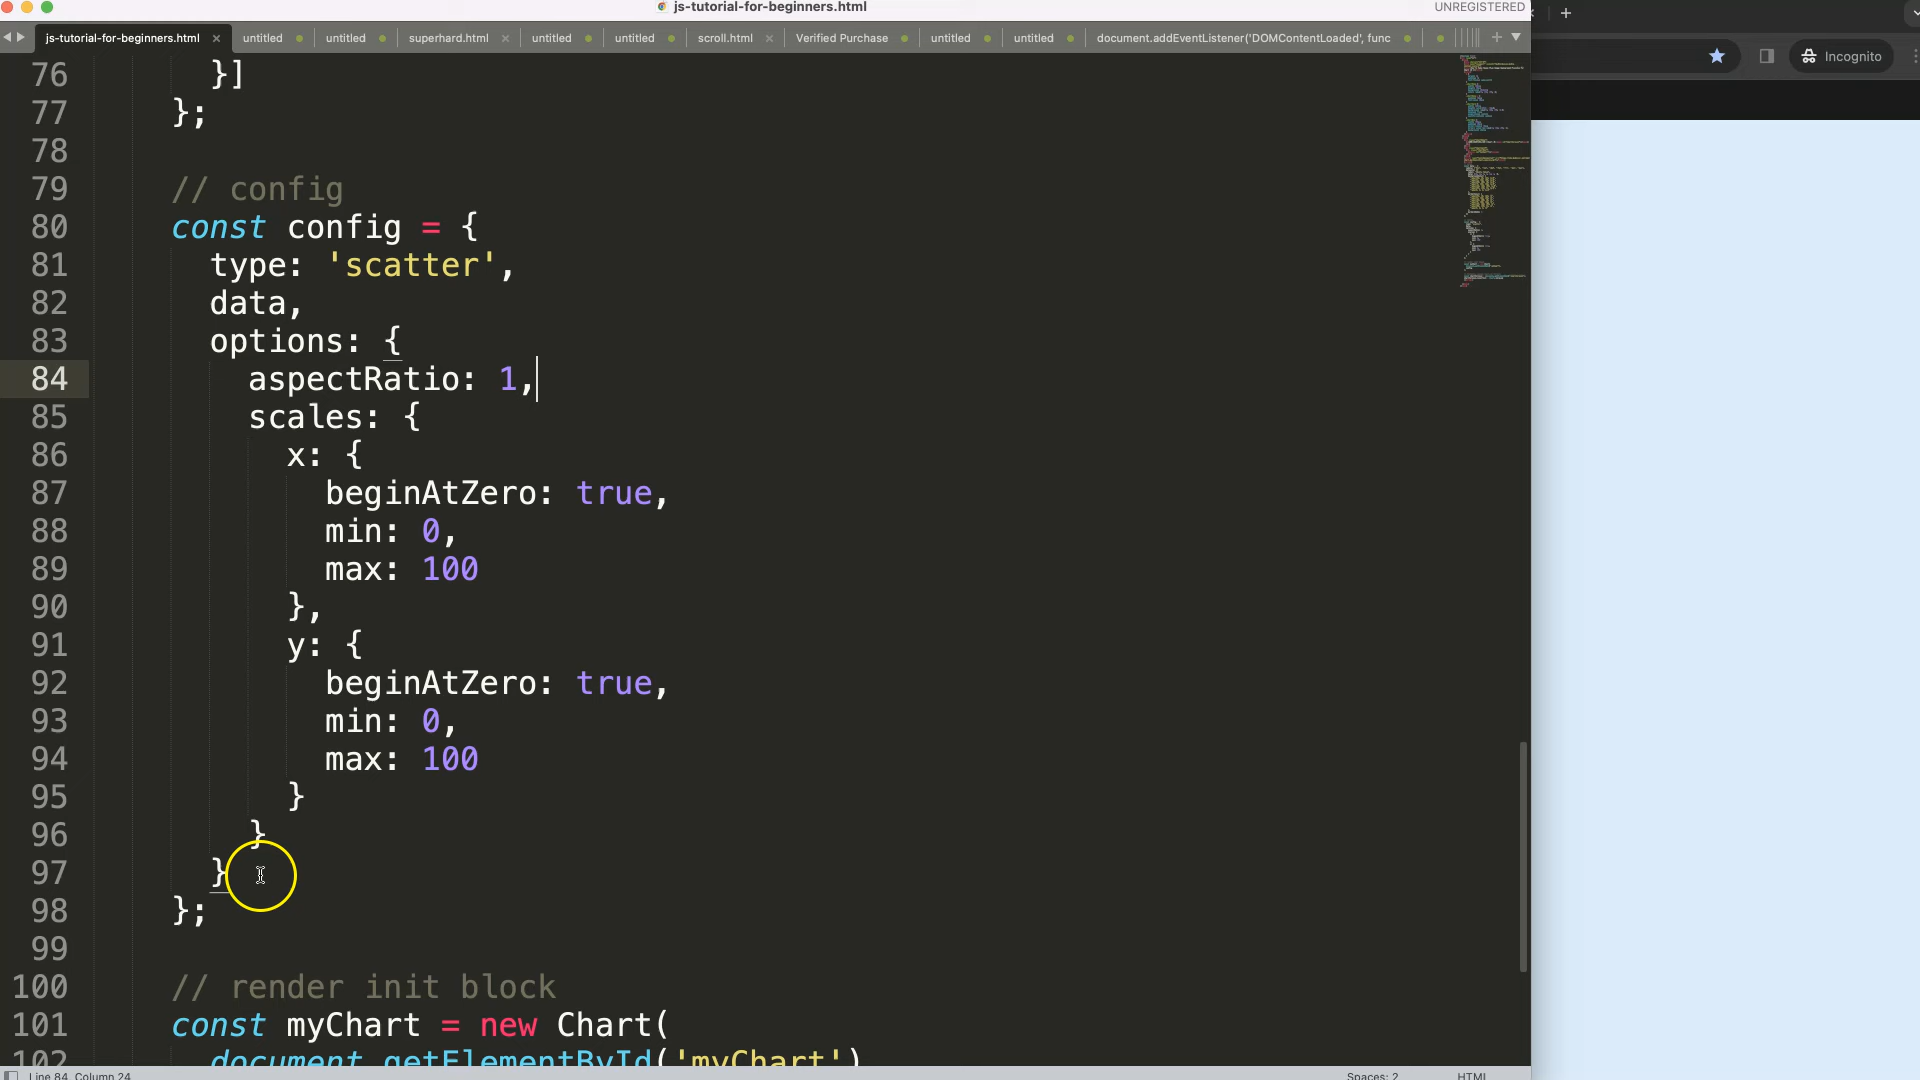 js-tutorial-for-beginners.html
UNREGISTERED
js-tutorial-for-beginners.html × untitled untitled superhard.html × untitled untitled scroll.html × Verified Purchase untitled untitled document.addEventListener('DOMContentLoaded', func
Incognito
76 }]
77 };
78
79 // config
80 const config = {
81 type: 'scatter',
82 data,
83 options: {
84 aspectRatio: 1,
85 scales: {
86 x: {
87 beginAtZero: true,
88 min: 0,
89 max: 100
90 },
91 y: {
92 beginAtZero: true,
93 min: 0,
94 max: 100
95 }
96 }
97 }
98 };
99
100 // render init block
101 const myChart = new Chart(
102 document.getElementById('myChart')
Line 84, Column 24 Spaces: 2 HTML